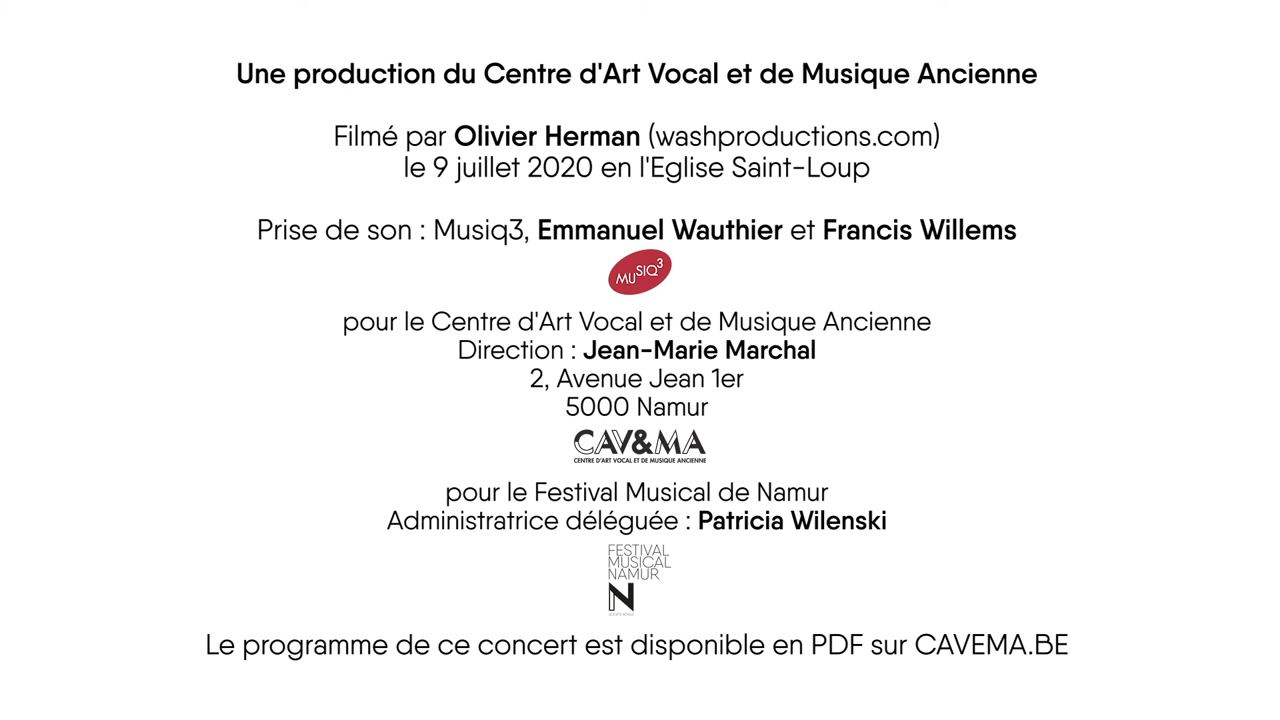 Une production du Centre d'Art Vocal et de Musique Ancienne
Filmé par Olivier Herman (washproductions.com)
le 9 juillet 2020 en l'Eglise Saint-Loup
Prise de son : Musiq3, Emmanuel Wauthier et Francis Willems
MUSIQ3
pour le Centre d'Art Vocal et de Musique Ancienne
Direction : Jean-Marie Marchal
2, Avenue Jean 1er
5000 Namur
CAV&MA
CENTRE D'ART VOCAL ET DE MUSIQUE ANCIENNE
pour le Festival Musical de Namur
Administratrice déléguée : Patricia Wilenski
FESTIVAL
MUSICAL
NAMUR
N
Le programme de ce concert est disponible en PDF sur CAVEMA.BE